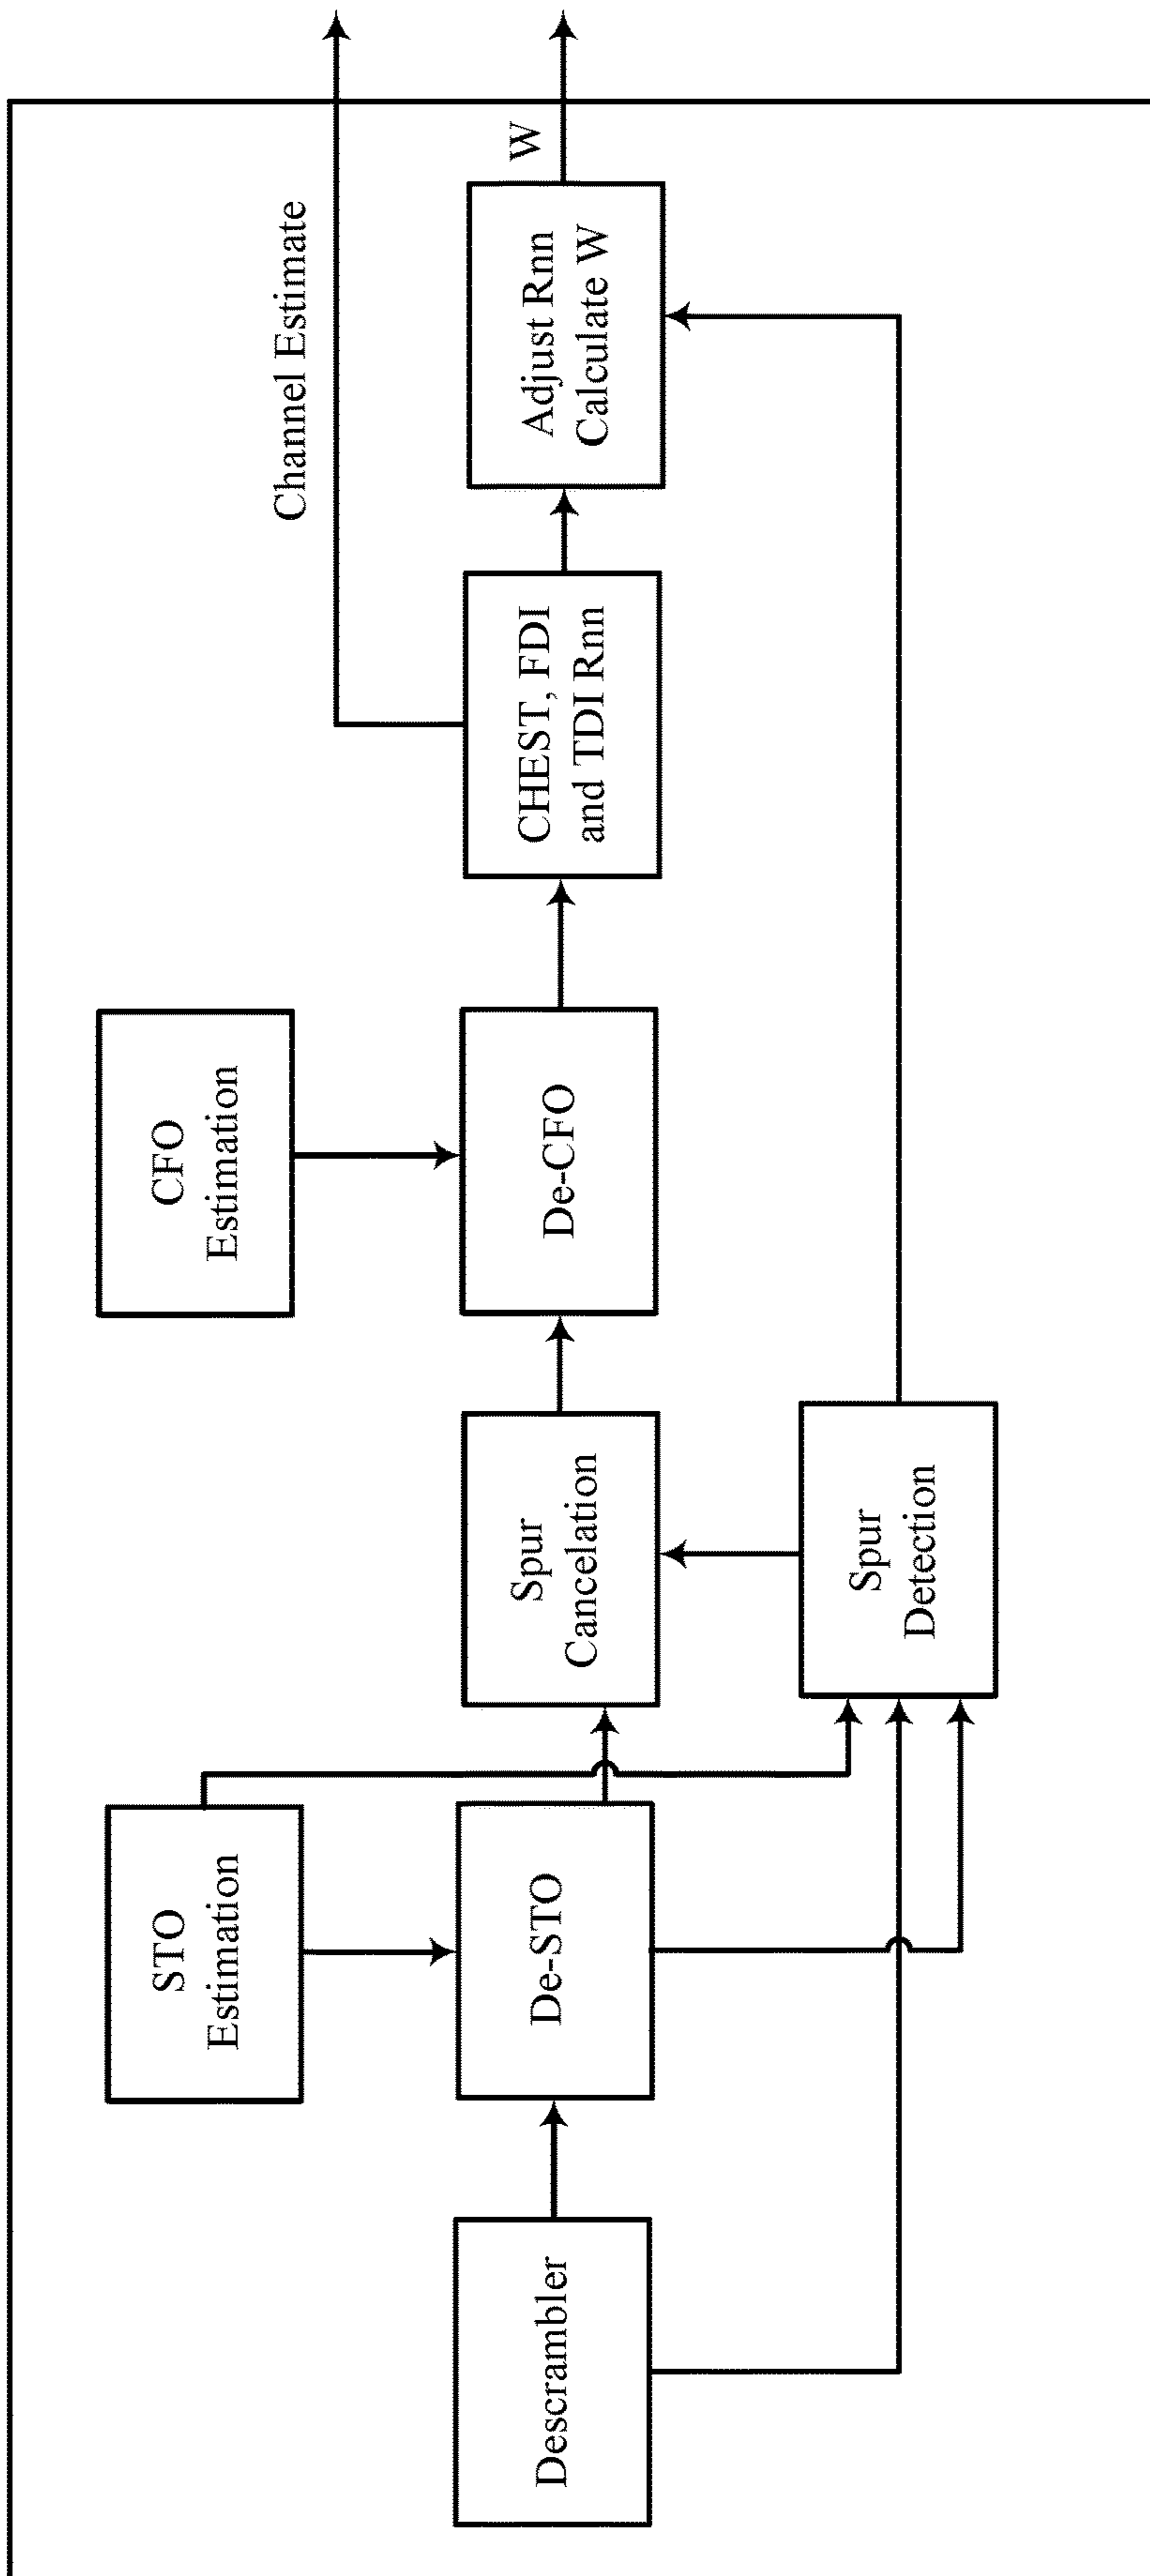 Channel Estimate
W
STO
Estimation
CFO
Estimation
Descrambler
De-STO
Spur
Cancelation
De-CFO
CHEST, FDI
and TDI Rnn
Adjust Rnn
Calculate W
Spur
Detection